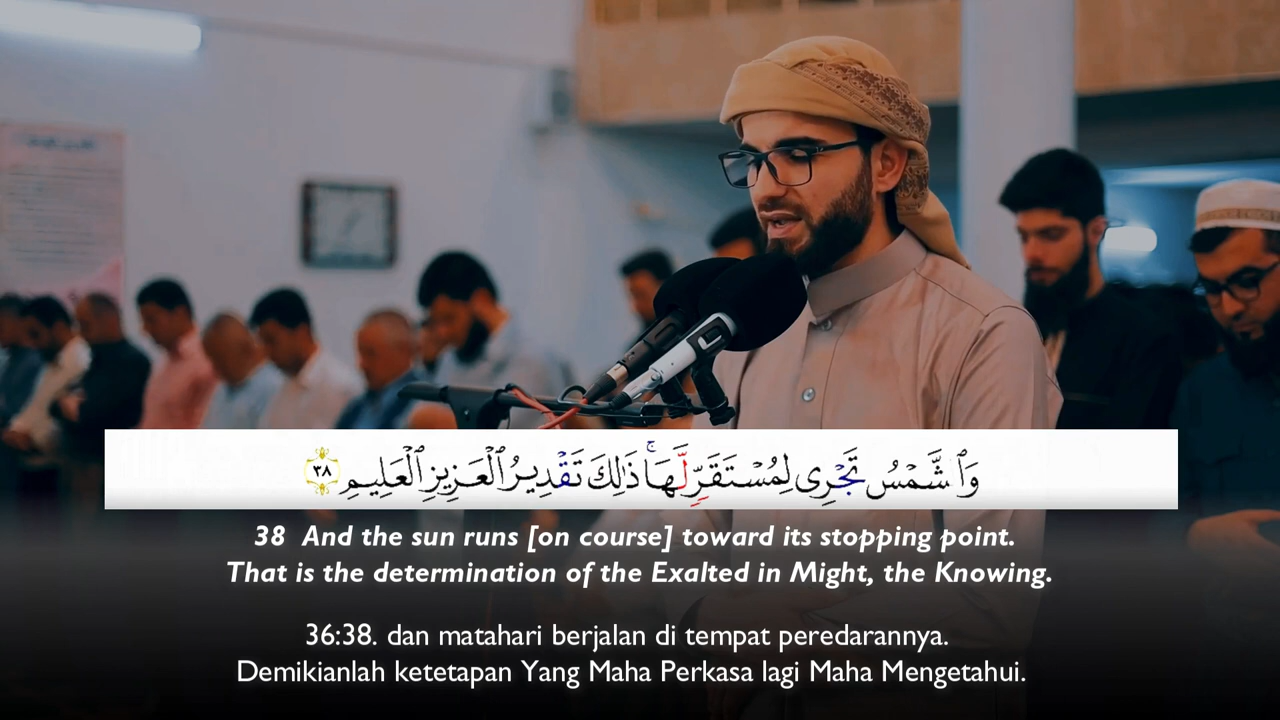 وَٱلشَّمْسُ تَجْرِى لِمُسْتَقَرٍّ لَّهَا ۚ ذَٰلِكَ تَقْدِيرُ ٱلْعَزِيزِ ٱلْعَلِيمِ ٣٨
38 And the sun runs [on course] toward its stopping point.
That is the determination of the Exalted in Might, the Knowing.
36:38. dan matahari berjalan di tempat peredarannya.
Demikianlah ketetapan Yang Maha Perkasa lagi Maha Mengetahui.